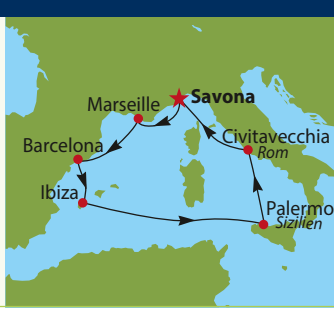 Savona
Marseille
Barcelona
Civitavecchia
Rom
Ibiza
Palermo
Sizilien